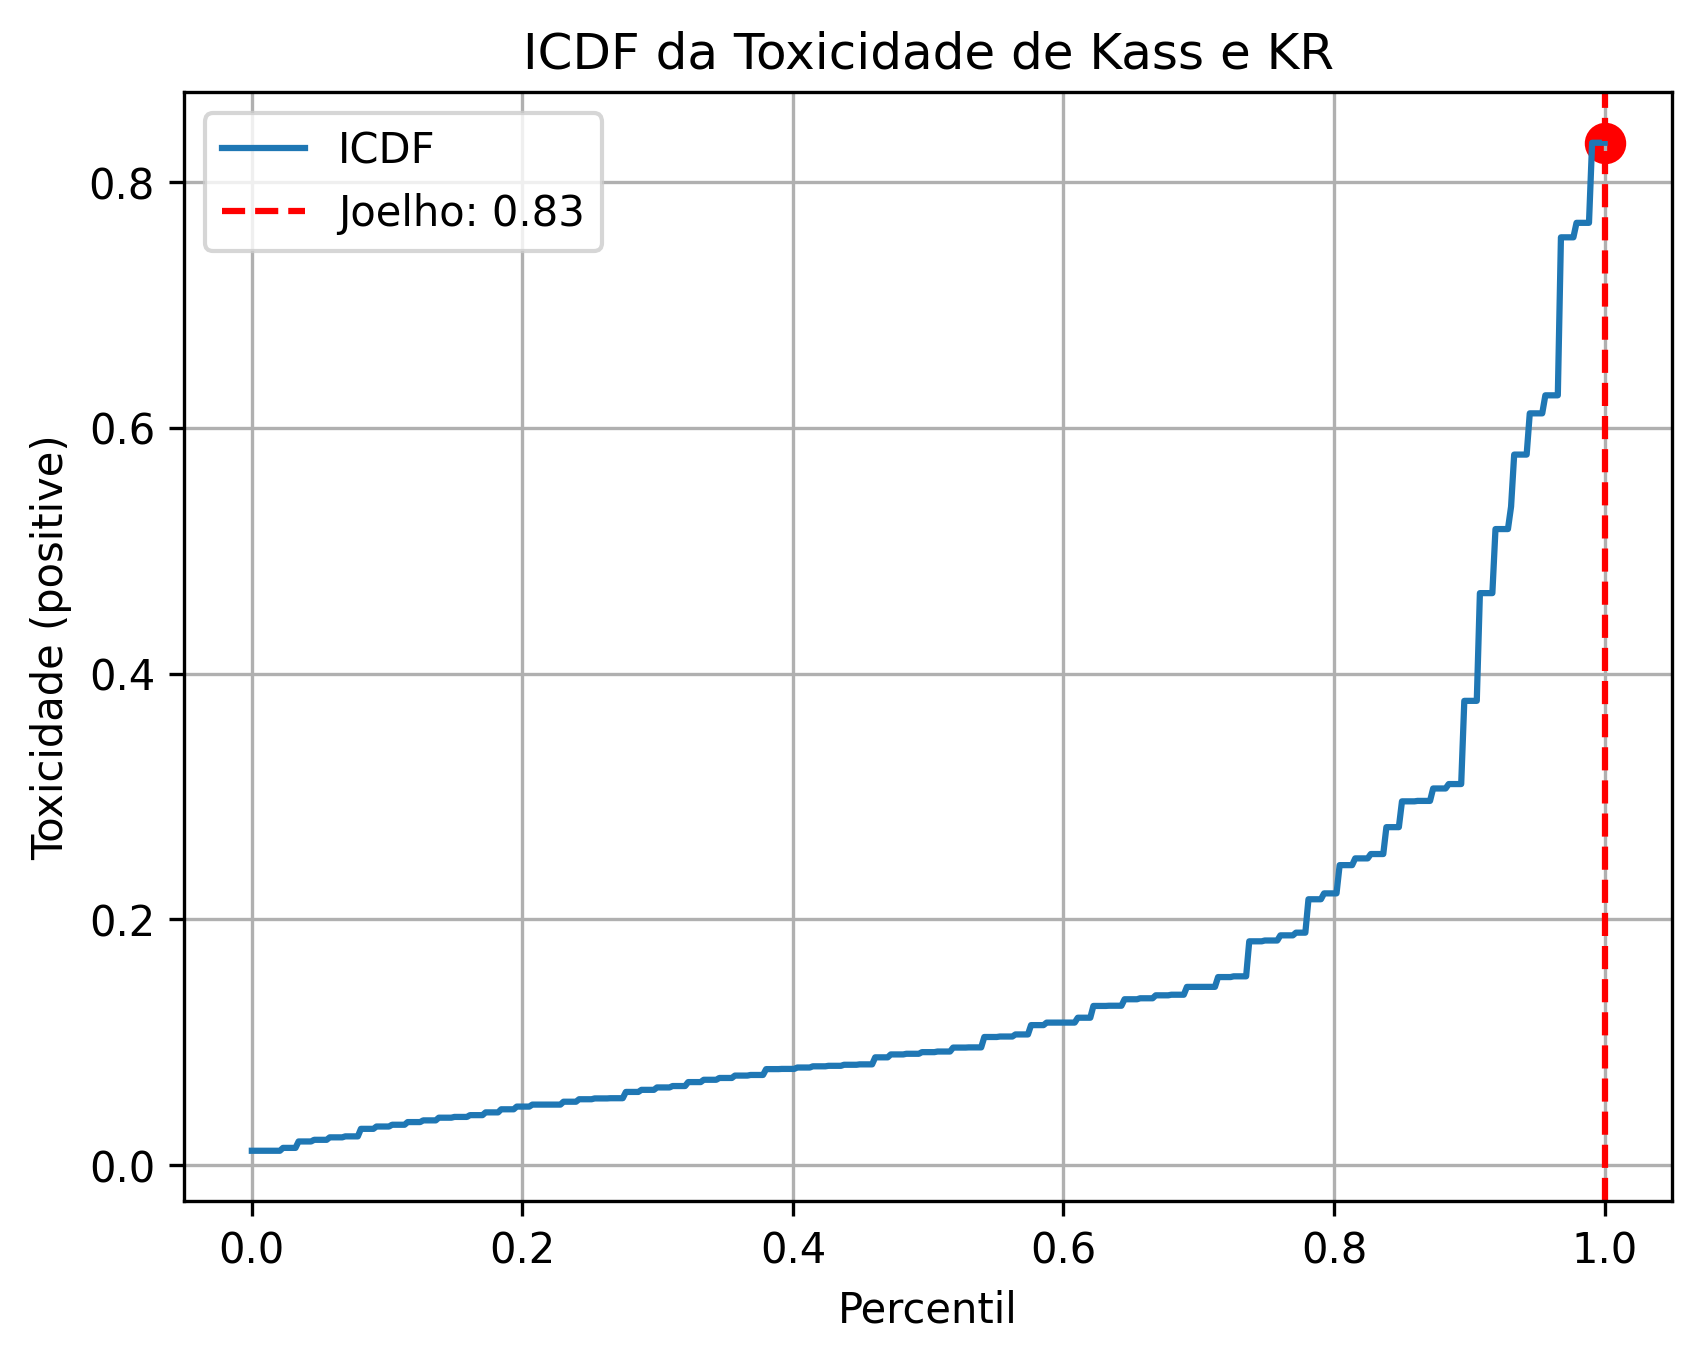 ICDF da Toxicidade de Kass e KR
ICDF
Joelho: 0.83
Toxicidade (positive)
0.8
0.6
0.4
0.2
0.0
0.0 0.2 0.4 0.6 0.8 1.0
Percentil